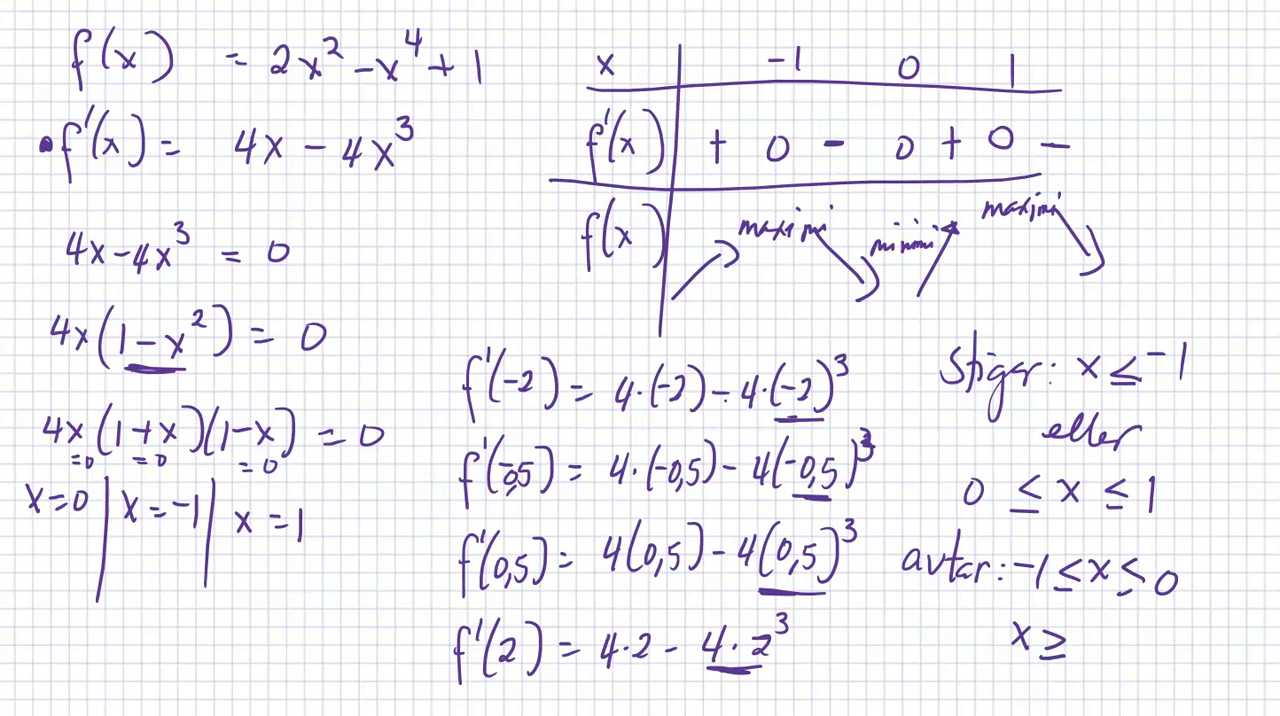 f(x) = 2x² - x⁴ + 1
f'(x) = 4x - 4x³
4x - 4x³ = 0
4x(1 - x²) = 0
4x(1+x)(1-x) = 0
=0 =0 =0
x=0 | x = -1 | x = 1
x -1 0 1
f'(x) + 0 - 0 + 0 -
f(x) maximi minimi maximi
f'(-2) = 4·(-2) - 4·(-2)³
f'(-0,5) = 4·(-0,5) - 4(-0,5)³
f'(0,5) = 4(0,5) - 4(0,5)³
f'(2) = 4·2 - 4·2³
Stiger: x ≤ -1
eller
0 ≤ x ≤ 1
avtar: -1 ≤ x ≤ 0
x ≥